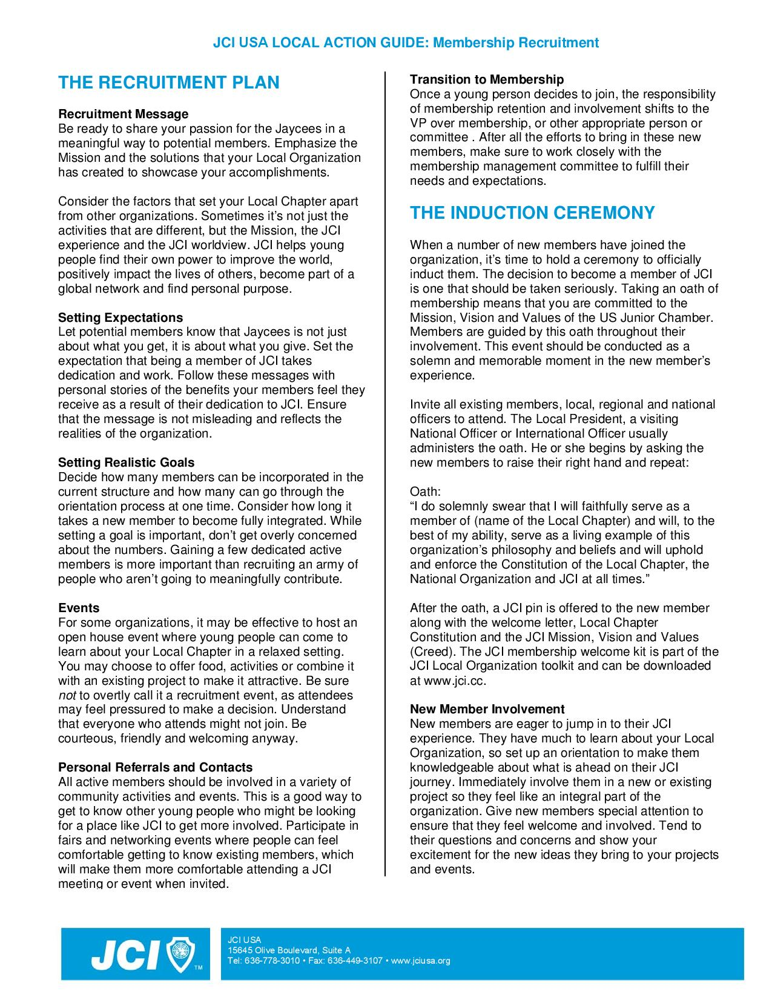 JCI USA LOCAL ACTION GUIDE: Membership Recruitment
THE RECRUITMENT PLAN
Recruitment Message
Be ready to share your passion for the Jaycees in a
meaningful way to potential members. Emphasize the
Mission and the solutions that your Local Organization
has created to showcase your accomplishments.
Consider the factors that set your Local Chapter apart
from other organizations. Sometimes it’s not just the
activities that are different, but the Mission, the JCI
experience and the JCI worldview. JCI helps young
people find their own power to improve the world,
positively impact the lives of others, become part of a
global network and find personal purpose.
Setting Expectations
Let potential members know that Jaycees is not just
about what you get, it is about what you give. Set the
expectation that being a member of JCI takes
dedication and work. Follow these messages with
personal stories of the benefits your members feel they
receive as a result of their dedication to JCI. Ensure
that the message is not misleading and reflects the
realities of the organization.
Setting Realistic Goals
Decide how many members can be incorporated in the
current structure and how many can go through the
orientation process at one time. Consider how long it
takes a new member to become fully integrated. While
setting a goal is important, don’t get overly concerned
about the numbers. Gaining a few dedicated active
members is more important than recruiting an army of
people who aren’t going to meaningfully contribute.
Events
For some organizations, it may be effective to host an
open house event where young people can come to
learn about your Local Chapter in a relaxed setting.
You may choose to offer food, activities or combine it
with an existing project to make it attractive. Be sure
not to overtly call it a recruitment event, as attendees
may feel pressured to make a decision. Understand
that everyone who attends might not join. Be
courteous, friendly and welcoming anyway.
Personal Referrals and Contacts
All active members should be involved in a variety of
community activities and events. This is a good way to
get to know other young people who might be looking
for a place like JCI to get more involved. Participate in
fairs and networking events where people can feel
comfortable getting to know existing members, which
will make them more comfortable attending a JCI
meeting or event when invited.
Transition to Membership
Once a young person decides to join, the responsibility
of membership retention and involvement shifts to the
VP over membership, or other appropriate person or
committee . After all the efforts to bring in these new
members, make sure to work closely with the
membership management committee to fulfill their
needs and expectations.
THE INDUCTION CEREMONY
When a number of new members have joined the
organization, it’s time to hold a ceremony to officially
induct them. The decision to become a member of JCI
is one that should be taken seriously. Taking an oath of
membership means that you are committed to the
Mission, Vision and Values of the US Junior Chamber.
Members are guided by this oath throughout their
involvement. This event should be conducted as a
solemn and memorable moment in the new member’s
experience.
Invite all existing members, local, regional and national
officers to attend. The Local President, a visiting
National Officer or International Officer usually
administers the oath. He or she begins by asking the
new members to raise their right hand and repeat:
Oath:
“I do solemnly swear that I will faithfully serve as a
member of (name of the Local Chapter) and will, to the
best of my ability, serve as a living example of this
organization’s philosophy and beliefs and will uphold
and enforce the Constitution of the Local Chapter, the
National Organization and JCI at all times.”
After the oath, a JCI pin is offered to the new member
along with the welcome letter, Local Chapter
Constitution and the JCI Mission, Vision and Values
(Creed). The JCI membership welcome kit is part of the
JCI Local Organization toolkit and can be downloaded
at www.jci.cc.
New Member Involvement
New members are eager to jump in to their JCI
experience. They have much to learn about your Local
Organization, so set up an orientation to make them
knowledgeable about what is ahead on their JCI
journey. Immediately involve them in a new or existing
project so they feel like an integral part of the
organization. Give new members special attention to
ensure that they feel welcome and involved. Tend to
their questions and concerns and show your
excitement for the new ideas they bring to your projects
and events.
JCI TM
JCI USA
15645 Olive Boulevard, Suite A
Tel: 636-778-3010 • Fax: 636-449-3107 • www.jciusa.org